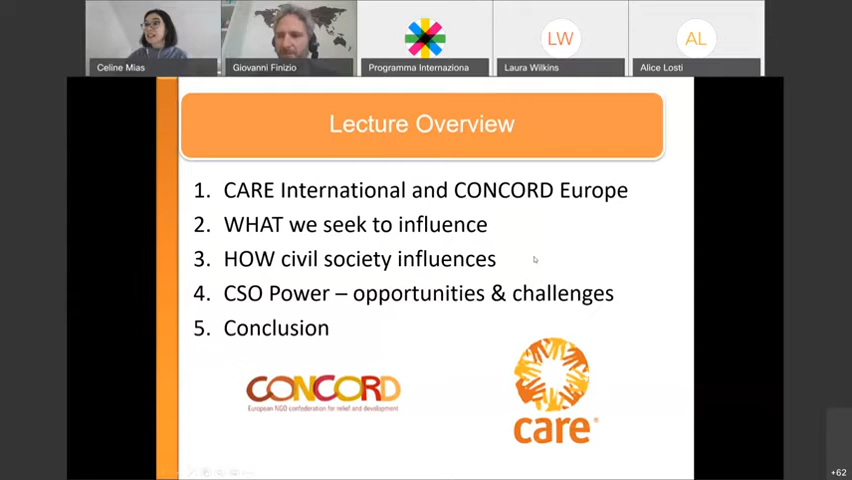 LW
AL
Celine Mias
Giovanni Finizio
Programma Internaziona
Laura Wilkins
Alice Losti
Lecture Overview
1. CARE International and CONCORD Europe
2. WHAT we seek to influence
3. HOW civil society influences
4. CSO Power – opportunities & challenges
5. Conclusion
CONCORD
European NGO confederation for relief and development
care®
+62